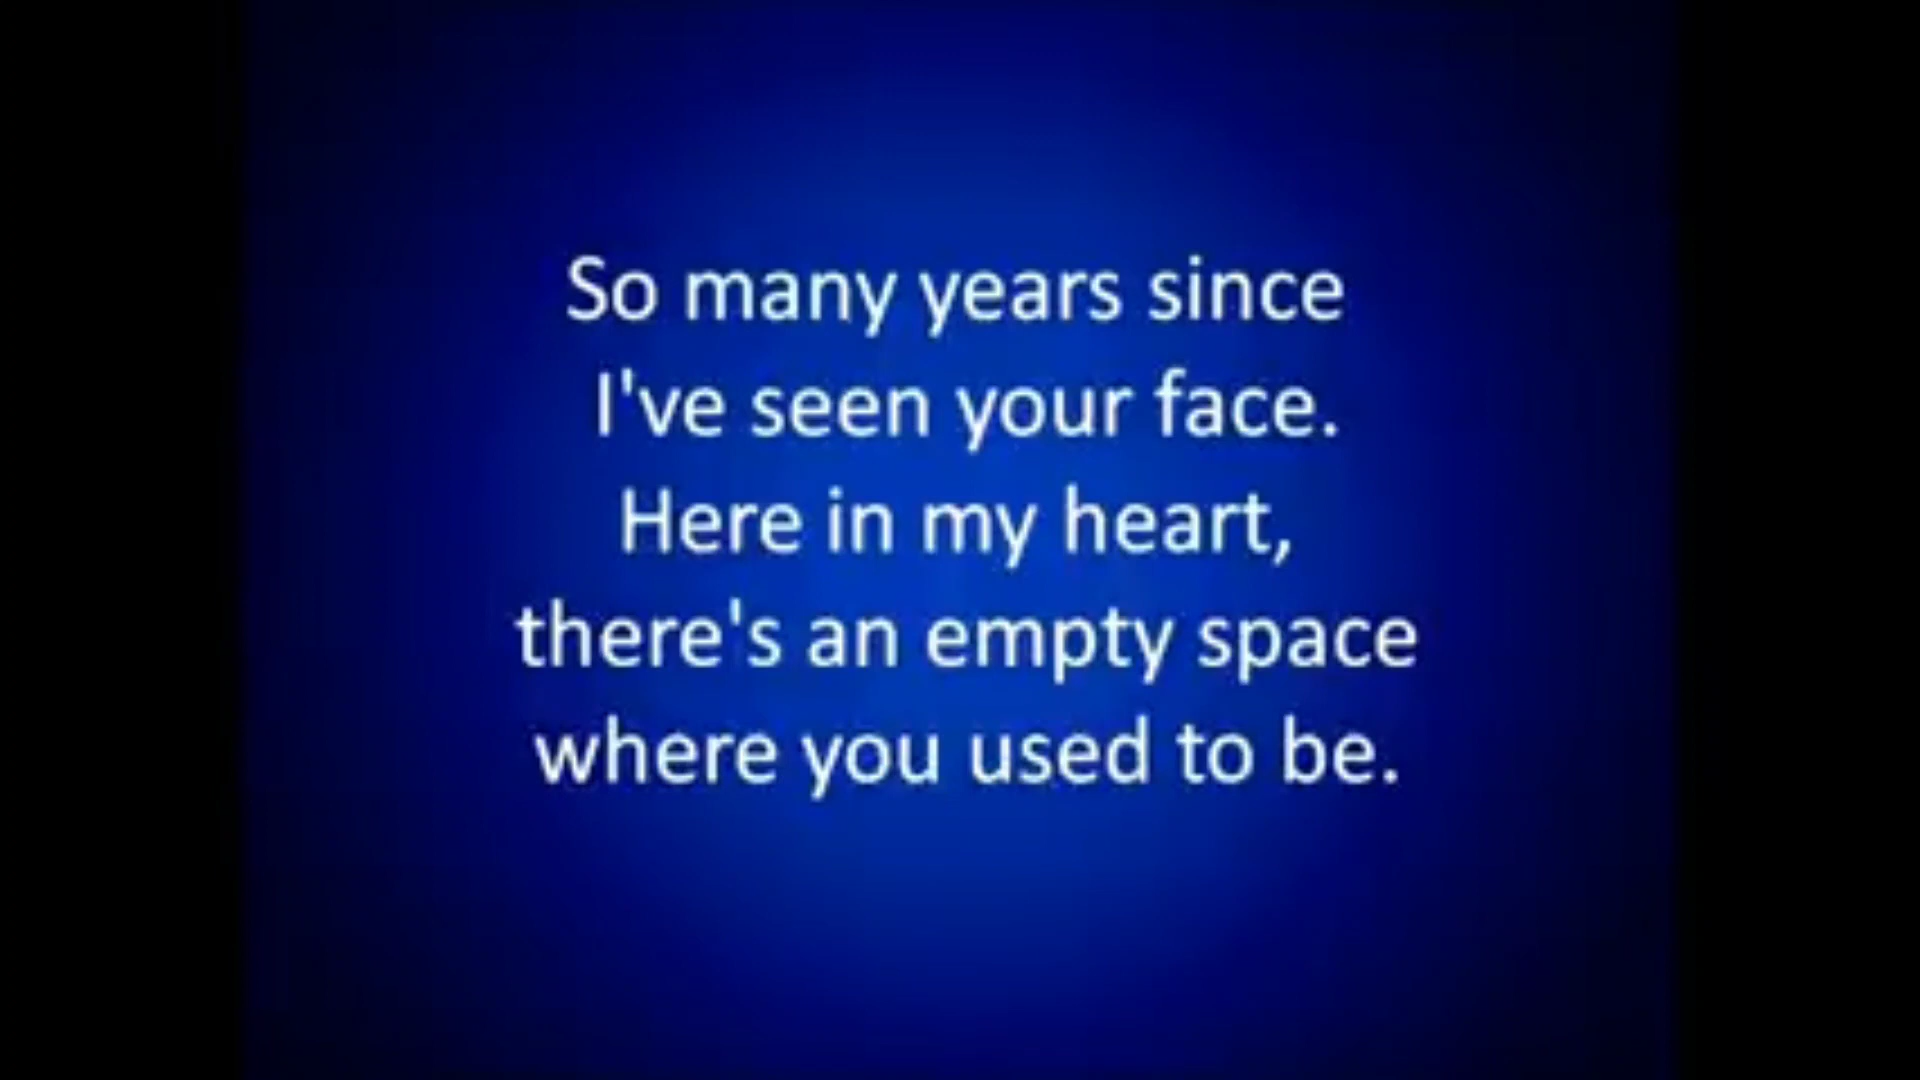 So many years since
I've seen your face.
Here in my heart,
there's an empty space
where you used to be.